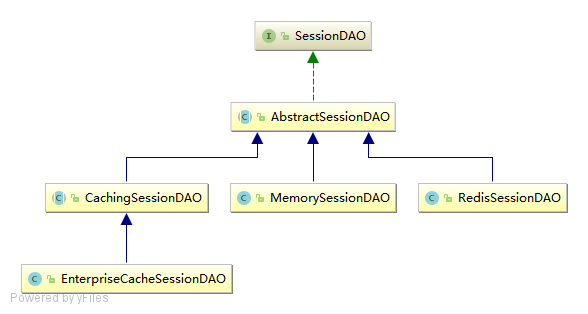 I SessionDAO
C AbstractSessionDAO
C CachingSessionDAO
C MemorySessionDAO
C RedisSessionDAO
C EnterpriseCacheSessionDAO
Powered by yFiles